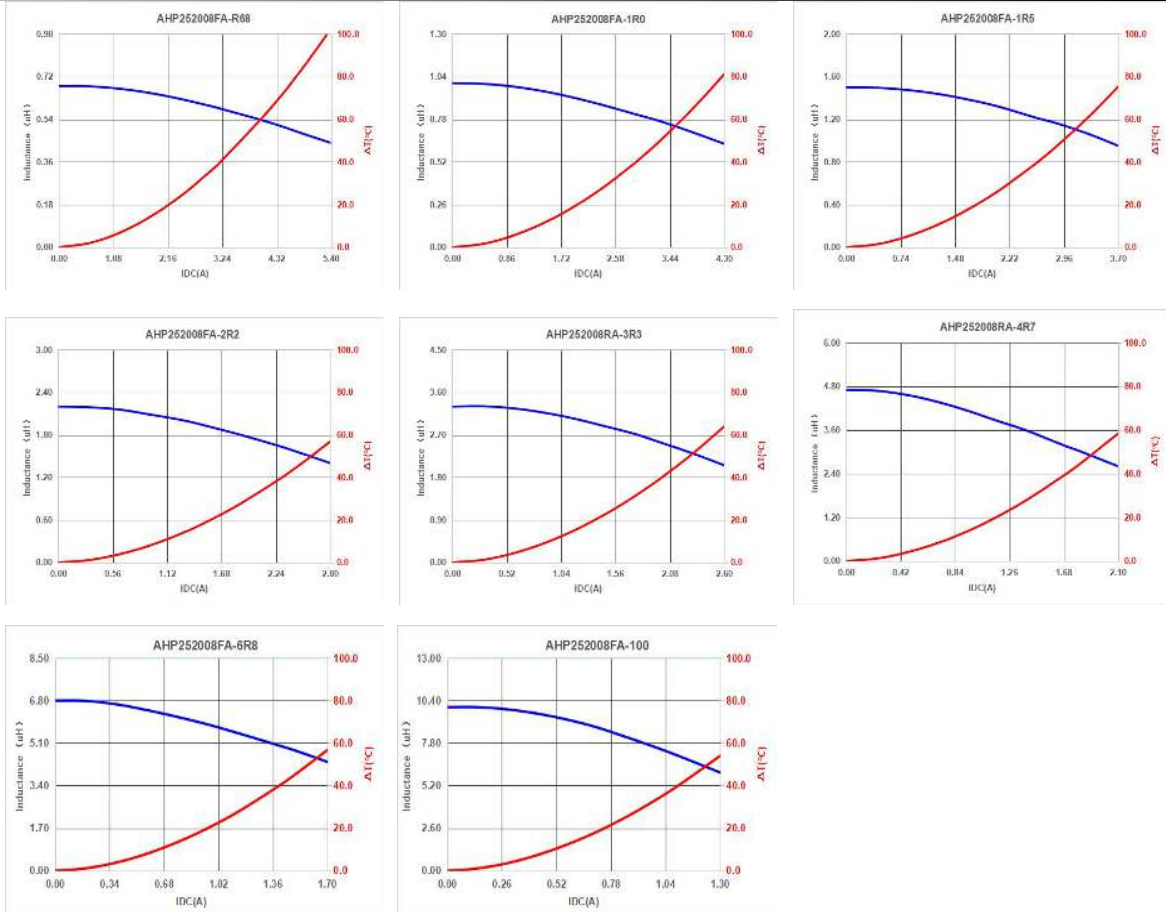 AHP252008FA-R68
0.90 100.0
0.72 80.0
0.54 60.0
0.36 40.0
0.18 20.0
0.00 0.0
Inductance (uH)
ΔT(℃)
0.00 1.08 2.16 3.24 4.32 5.40
IDC(A)
AHP252008FA-1R0
1.30 100.0
1.04 80.0
0.78 60.0
0.52 40.0
0.26 20.0
0.00 0.0
Inductance (uH)
ΔT(℃)
0.00 0.86 1.72 2.58 3.44 4.30
IDC(A)
AHP252008FA-1R5
2.00 100.0
1.60 80.0
1.20 60.0
0.80 40.0
0.40 20.0
0.00 0.0
Inductance (uH)
ΔT(℃)
0.00 0.74 1.48 2.22 2.96 3.70
IDC(A)
AHP252008FA-2R2
3.00 100.0
2.40 80.0
1.80 60.0
1.20 40.0
0.60 20.0
0.00 0.0
Inductance (uH)
ΔT(℃)
0.00 0.56 1.12 1.68 2.24 2.80
IDC(A)
AHP252008RA-3R3
4.50 100.0
3.60 80.0
2.70 60.0
1.80 40.0
0.90 20.0
0.00 0.0
Inductance (uH)
ΔT(℃)
0.00 0.52 1.04 1.56 2.08 2.60
IDC(A)
AHP252008RA-4R7
6.00 100.0
4.80 80.0
3.60 60.0
2.40 40.0
1.20 20.0
0.00 0.0
Inductance (uH)
ΔT(℃)
0.00 0.42 0.84 1.26 1.68 2.10
IDC(A)
AHP252008FA-6R8
8.50 100.0
6.80 80.0
5.10 60.0
3.40 40.0
1.70 20.0
0.00 0.0
Inductance (uH)
ΔT(℃)
0.00 0.34 0.68 1.02 1.36 1.70
IDC(A)
AHP252008FA-100
13.00 100.0
10.40 80.0
7.80 60.0
5.20 40.0
2.60 20.0
0.00 0.0
Inductance (uH)
ΔT(℃)
0.00 0.26 0.52 0.78 1.04 1.30
IDC(A)